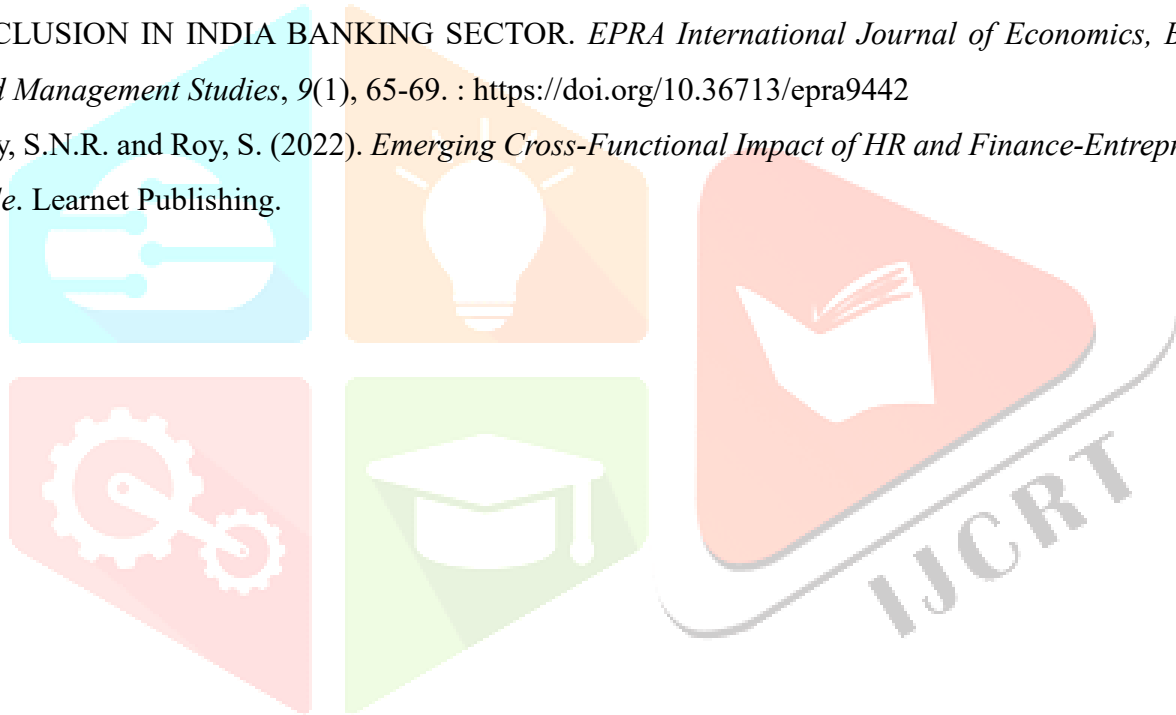 CLUSION IN INDIA BANKING SECTOR. EPRA International Journal of Economics,
Management Studies, 9(1), 65-69. : https://doi.org/10.36713/epra9442
S.N.R. and Roy, S. (2022). Emerging Cross-Functional Impact of HR and Finance-Entrepr
. Learnet Publishing.
IJCRT